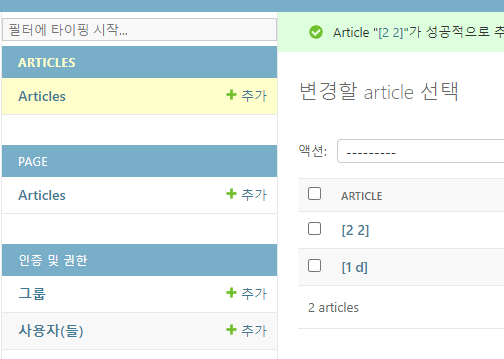 필터에 타이핑 시작...
ARTICLES
Articles
추가
PAGE
Articles
추가
인증 및 권한
그룹
추가
사용자(들)
추가
Article "[2 2]"가 성공적으로 추
변경할 article 선택
액션: ---------
ARTICLE
[2 2]
[1 d]
2 articles